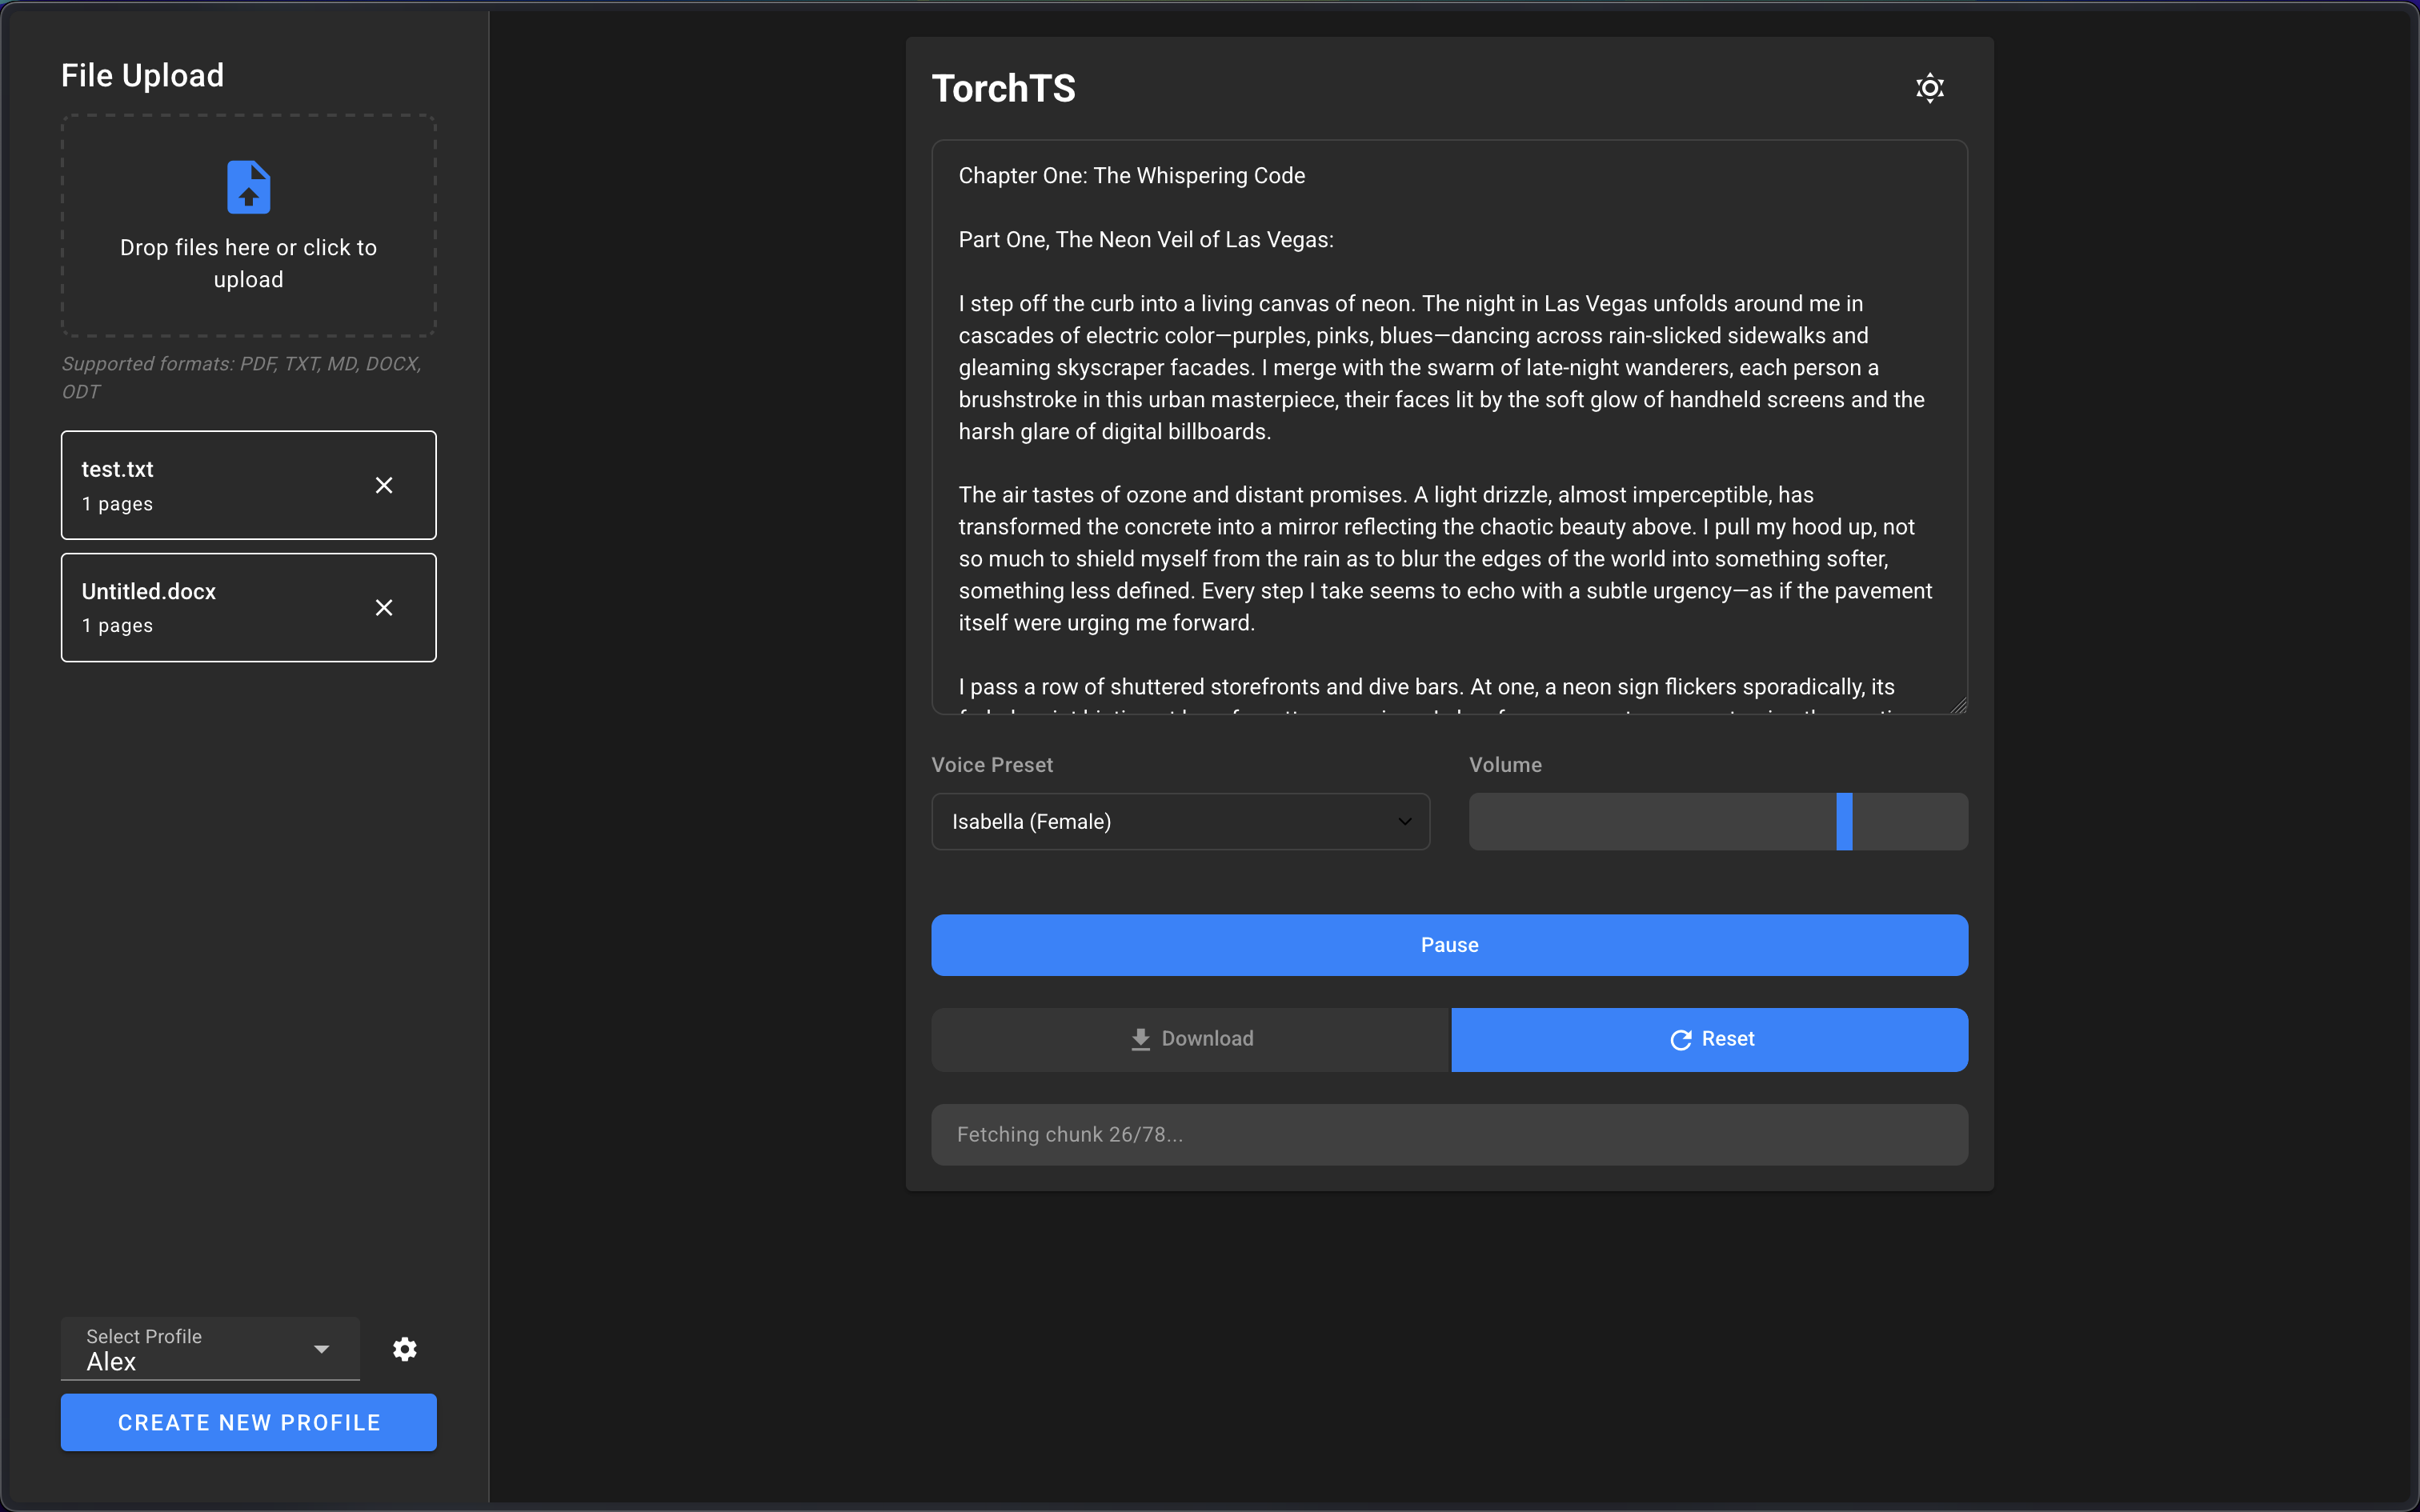 File Upload
Drop files here or click to
upload
Supported formats: PDF, TXT, MD, DOCX,
ODT
test.txt
1 pages
Untitled.docx
1 pages
Select Profile
Alex
CREATE NEW PROFILE
TorchTS
Chapter One: The Whispering Code
Part One, The Neon Veil of Las Vegas:
I step off the curb into a living canvas of neon. The night in Las Vegas unfolds around me in
cascades of electric color—purples, pinks, blues—dancing across rain-slicked sidewalks and
gleaming skyscraper facades. I merge with the swarm of late-night wanderers, each person a
brushstroke in this urban masterpiece, their faces lit by the soft glow of handheld screens and the
harsh glare of digital billboards.
The air tastes of ozone and distant promises. A light drizzle, almost imperceptible, has
transformed the concrete into a mirror reflecting the chaotic beauty above. I pull my hood up, not
so much to shield myself from the rain as to blur the edges of the world into something softer,
something less defined. Every step I take seems to echo with a subtle urgency—as if the pavement
itself were urging me forward.
I pass a row of shuttered storefronts and dive bars. At one, a neon sign flickers sporadically, its
Voice Preset
Volume
Isabella (Female)
Pause
Download
Reset
Fetching chunk 26/78...